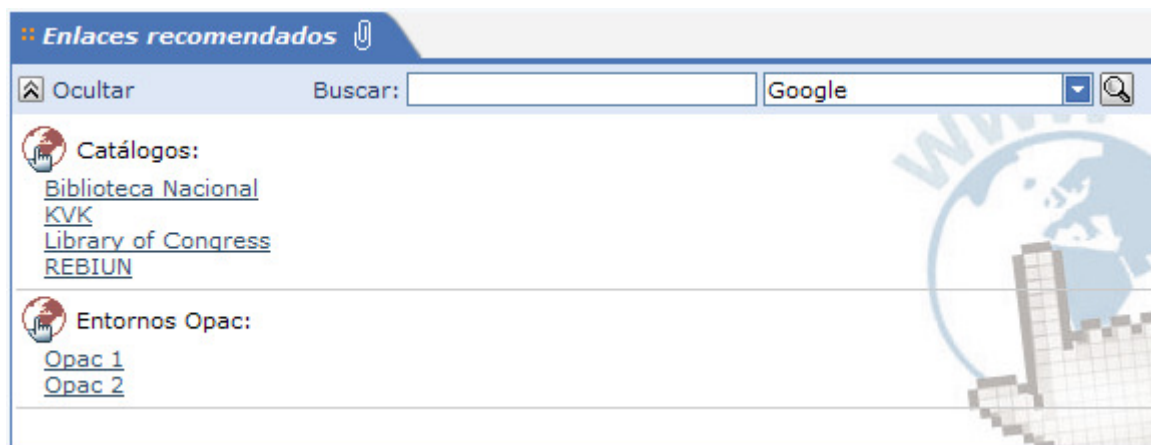 Enlaces recomendados
Ocultar Buscar: Google
Catálogos:
Biblioteca Nacional
KVK
Library of Congress
REBIUN
Entornos Opac:
Opac 1
Opac 2
www